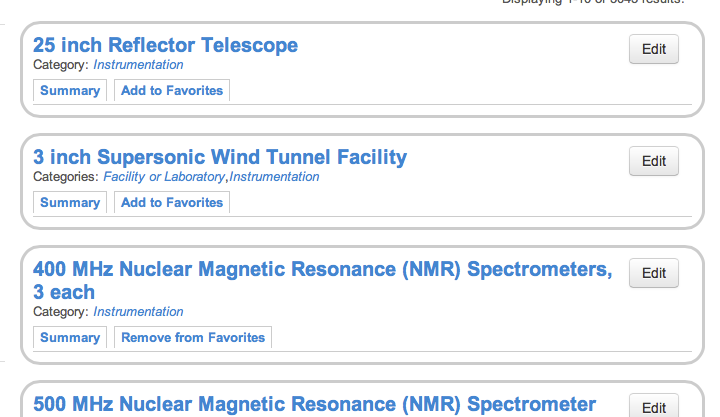 Displaying 1-10 of 3043 results.
25 inch Reflector Telescope
Edit
Category: Instrumentation
Summary
Add to Favorites
3 inch Supersonic Wind Tunnel Facility
Edit
Categories: Facility or Laboratory,Instrumentation
Summary
Add to Favorites
400 MHz Nuclear Magnetic Resonance (NMR) Spectrometers,
3 each
Edit
Category: Instrumentation
Summary
Remove from Favorites
500 MHz Nuclear Magnetic Resonance (NMR) Spectrometer
Edit